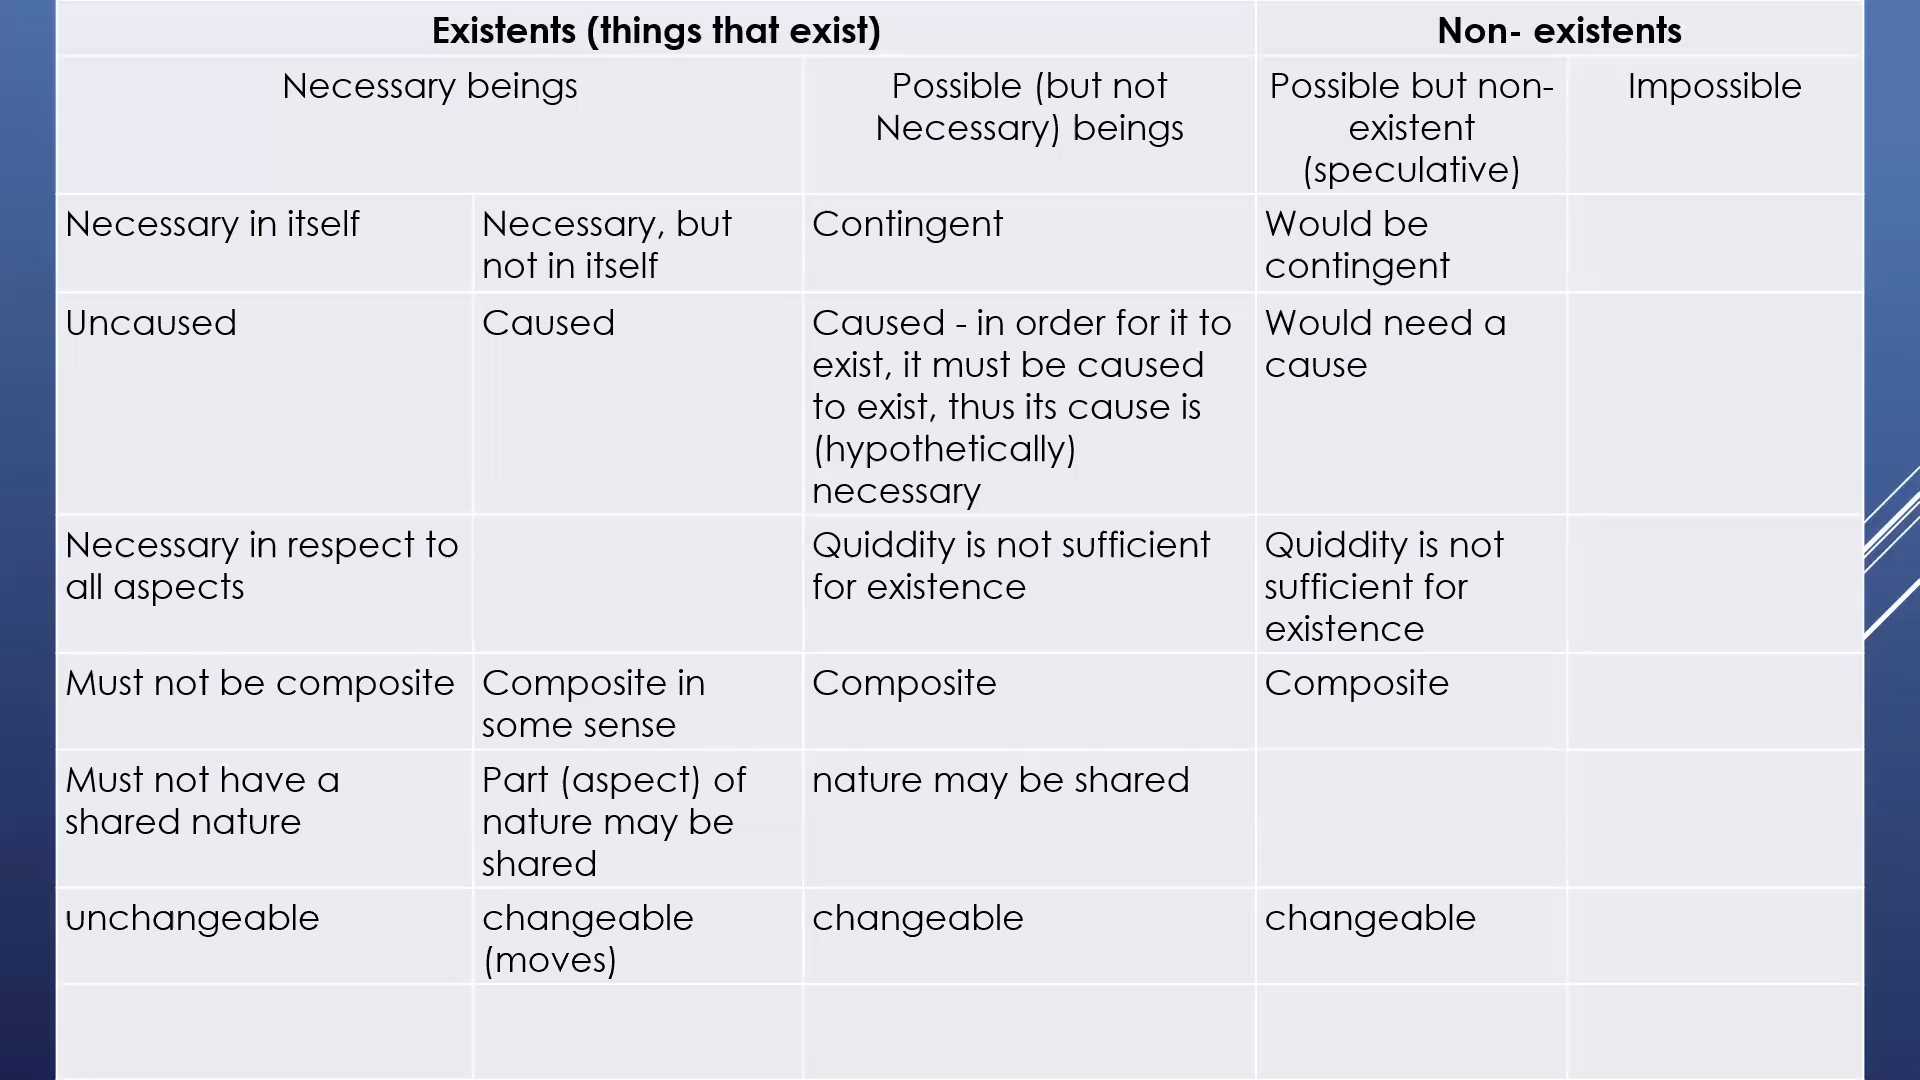 Existents (things that exist)
Non- existents
Necessary beings
Possible (but not
Necessary) beings
Possible but non-
existent
(speculative)
Impossible
Necessary in itself
Necessary, but
not in itself
Contingent
Would be
contingent
Uncaused
Caused
Caused - in order for it to
exist, it must be caused
to exist, thus its cause is
(hypothetically)
necessary
Would need a
cause
Necessary in respect to
all aspects
Quiddity is not sufficient
for existence
Quiddity is not
sufficient for
existence
Must not be composite
Composite in
some sense
Composite
Composite
Must not have a
shared nature
Part (aspect) of
nature may be
shared
nature may be shared
unchangeable
changeable
(moves)
changeable
changeable